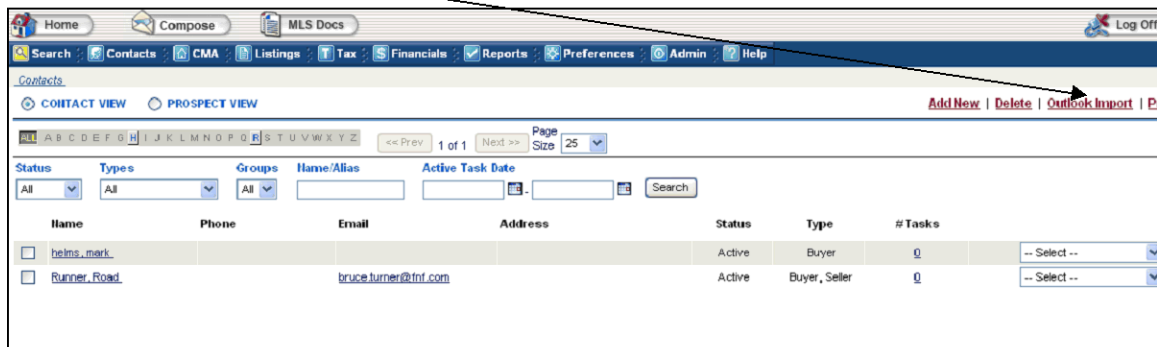 Home Compose MLS Docs Log Off
Search Contacts CMA Listings Tax Financials Reports Preferences Admin Help
Contacts
CONTACT VIEW PROSPECT VIEW Add New | Delete | Outlook Import |
ALL A B C D E F G H I J K L M N O P Q R S T U V W X Y Z << Prev 1 of 1 Next >> Page Size 25
Status Types Groups Name/Alias Active Task Date
All All All - Search
Name Phone Email Address Status Type # Tasks
helms, mark Active Buyer 0 -- Select --
Runner, Road bruce.turner@fnf.com Active Buyer, Seller 0 -- Select --